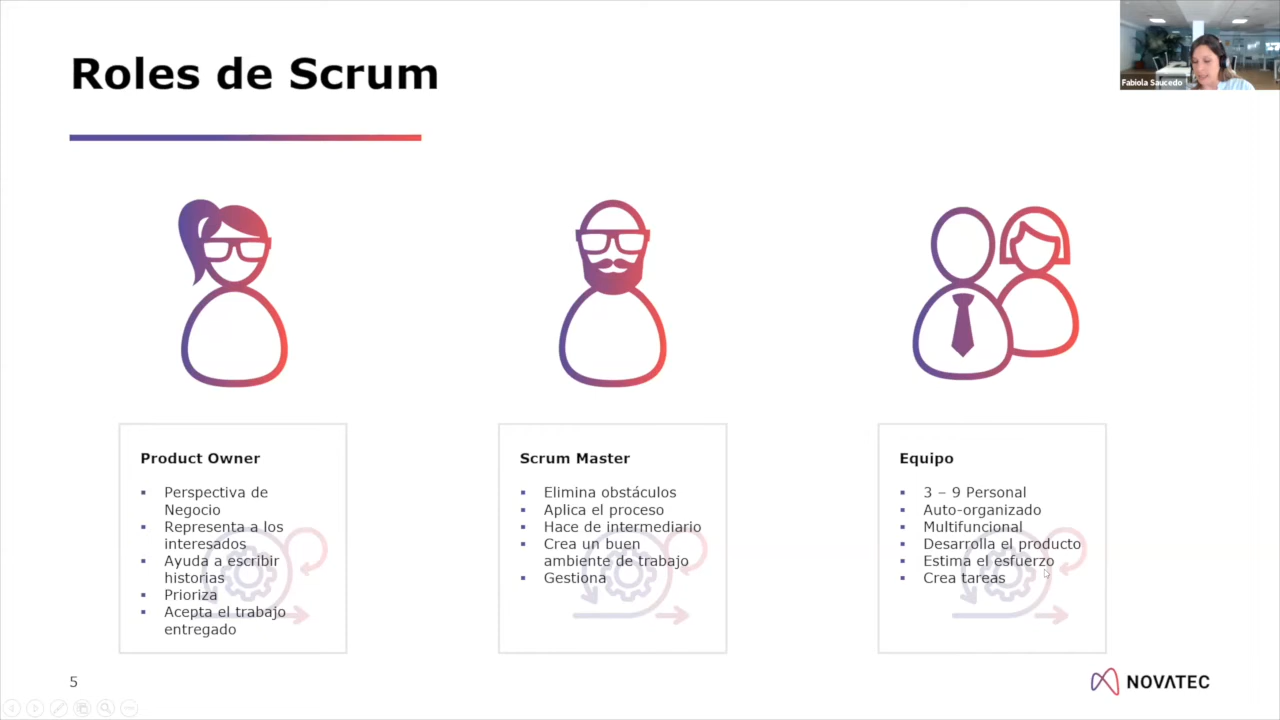 Roles de Scrum
Fabiola Saucedo
Product Owner
▪ Perspectiva de
Negocio
▪ Representa a los
interesados
▪ Ayuda a escribir
historias
▪ Prioriza
▪ Acepta el trabajo
entregado
Scrum Master
▪ Elimina obstáculos
▪ Aplica el proceso
▪ Hace de intermediario
▪ Crea un buen
ambiente de trabajo
▪ Gestiona
Equipo
▪ 3 – 9 Personal
▪ Auto-organizado
▪ Multifuncional
▪ Desarrolla el producto
▪ Estima el esfuerzo
▪ Crea tareas
5
NOVATEC